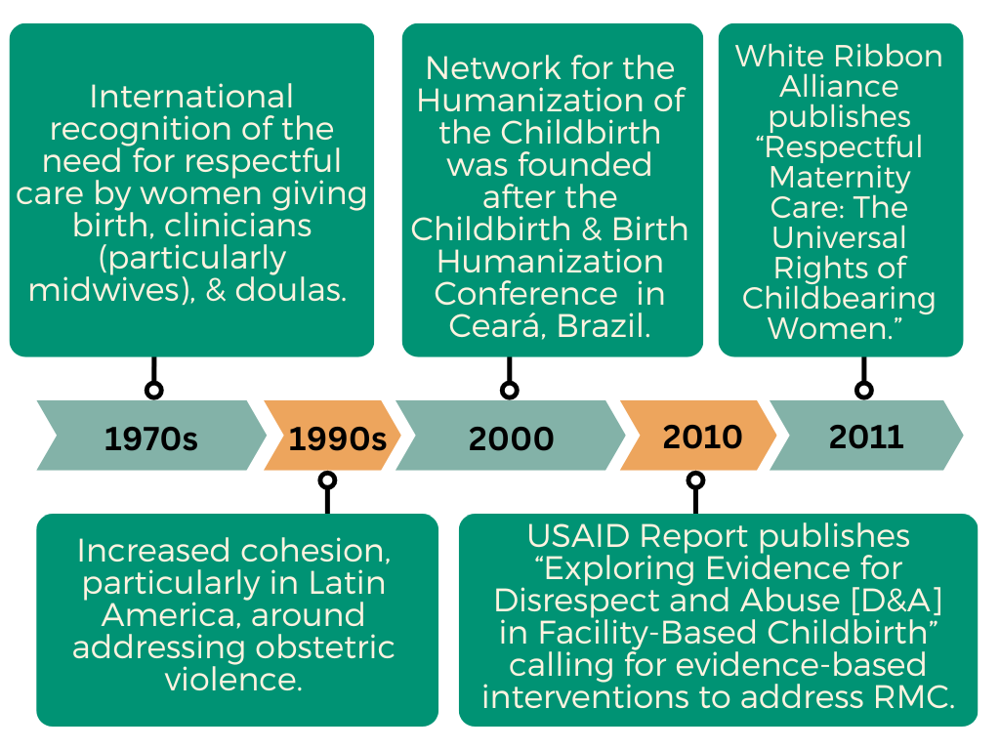 International
recognition of the
need for respectful
care by women giving
birth, clinicians
(particularly
midwives), & doulas.
Network for the
Humanization of
the Childbirth
was founded
after the
Childbirth & Birth
Humanization
Conference in
Ceará, Brazil.
White Ribbon
Alliance
publishes
“Respectful
Maternity
Care: The
Universal
Rights of
Childbearing
Women.”
1970s
1990s
2000
2010
2011
Increased cohesion,
particularly in Latin
America, around
addressing obstetric
violence.
USAID Report publishes
“Exploring Evidence for
Disrespect and Abuse [D&A]
in Facility-Based Childbirth”
calling for evidence-based
interventions to address RMC.